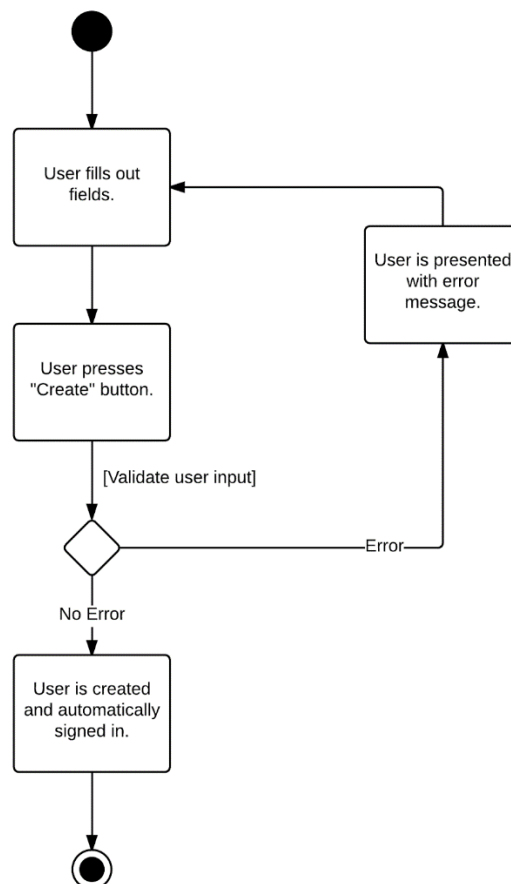 User fills out
fields.
User is presented
with error
message.
User presses
"Create" button.
[Validate user input]
Error
No Error
User is created
and automatically
signed in.